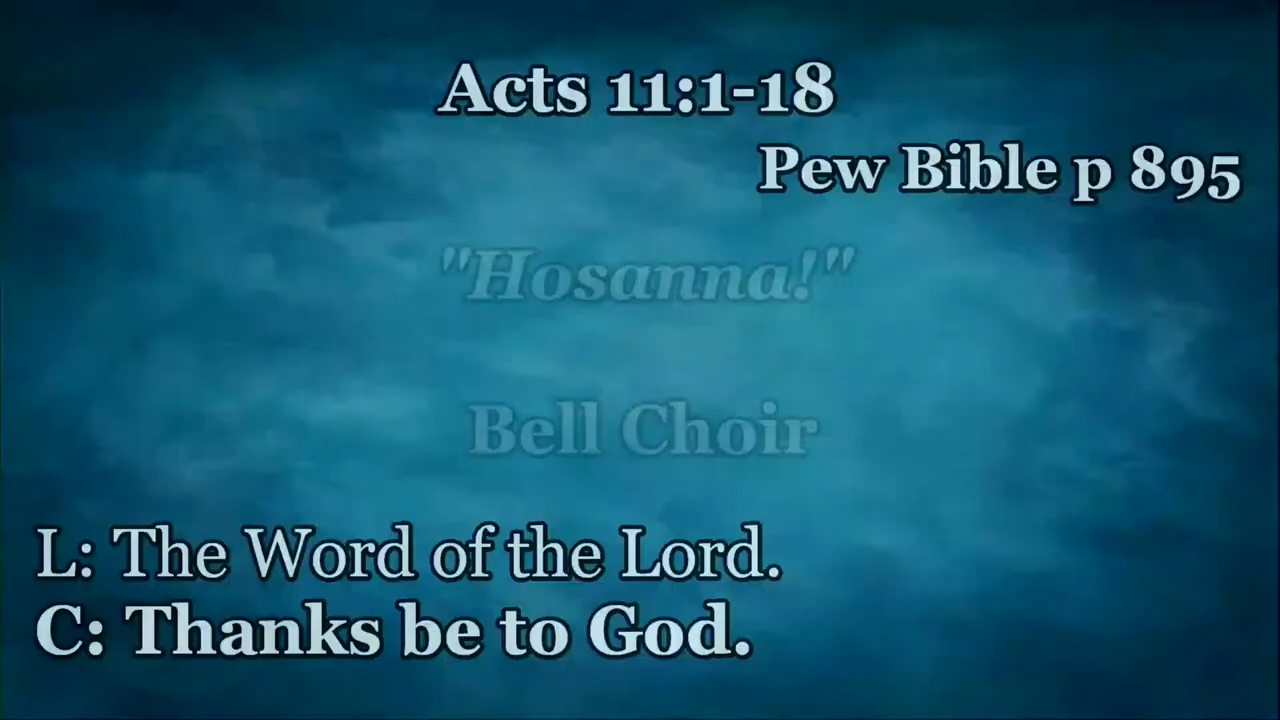 Acts 11:1-18
Pew Bible p 895
"Hosanna!"
Bell Choir
L: The Word of the Lord.
C: Thanks be to God.